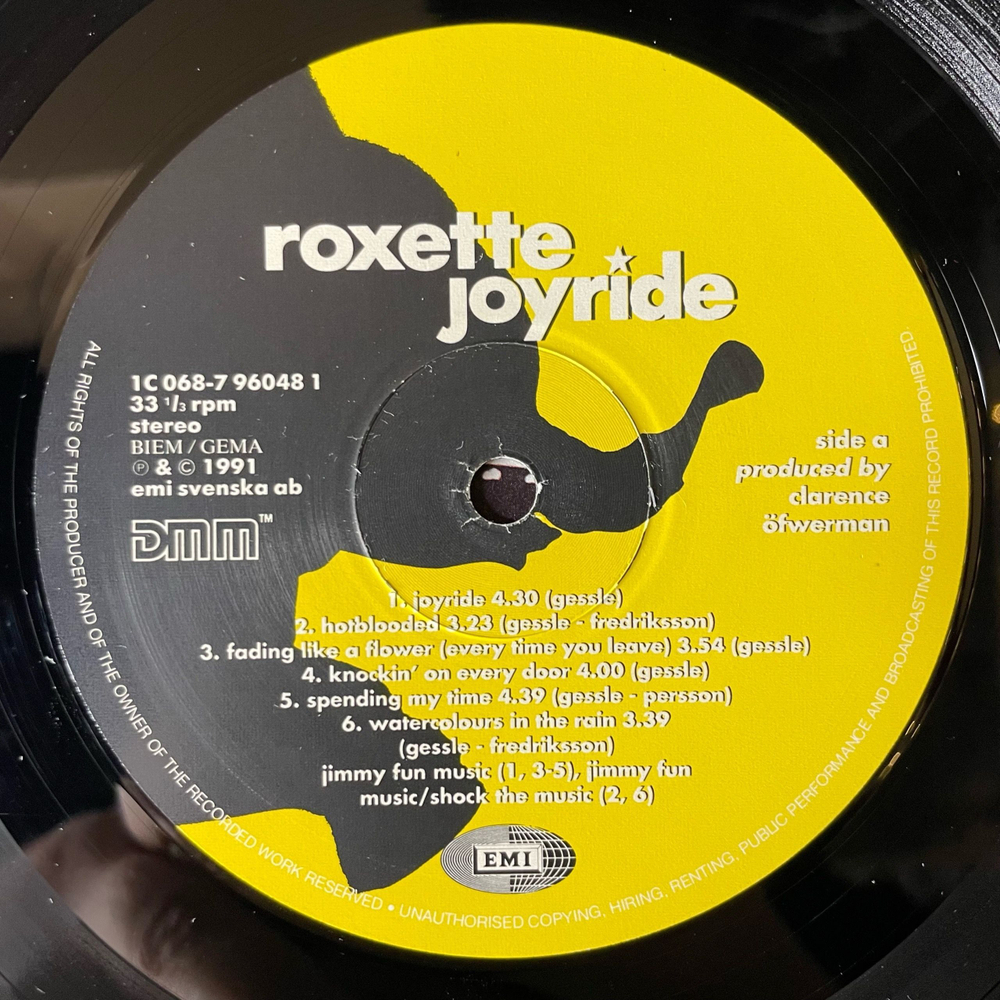 roxette
joyride
1C 068-7 96048 1
33 1/3 rpm
stereo
BIEM / GEMA
℗ & © 1991
emi svenska ab
DMM™
side a
produced by
clarence
öfwerman
1. joyride 4.30 (gessle)
2. hotblooded 3.23 (gessle - fredriksson)
3. fading like a flower (every time you leave) 3.54 (gessle)
4. knockin' on every door 4.00 (gessle)
5. spending my time 4.39 (gessle - persson)
6. watercolours in the rain 3.39
(gessle - fredriksson)
jimmy fun music (1, 3-5), jimmy fun
music/shock the music (2, 6)
EMI
ALL RIGHTS OF THE PRODUCER AND OF THE OWNER OF THE RECORDED WORK RESERVED • UNAUTHORISED COPYING, HIRING, RENTING, PUBLIC PERFORMANCE AND BROADCASTING OF THIS RECORD PROHIBITED